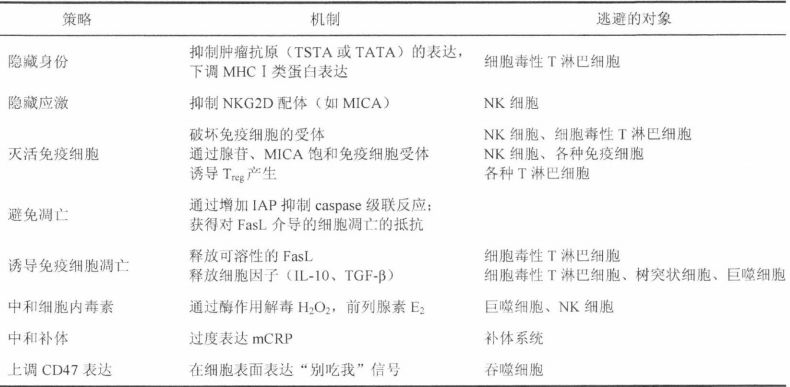 策略 机制 逃避的对象
隐藏身份 抑制肿瘤抗原（TSTA 或 TATA）的表达，下调 MHC I 类蛋白表达 细胞毒性 T 淋巴细胞
隐藏应激 抑制 NKG2D 配体（如 MICA） NK 细胞
灭活免疫细胞 破坏免疫细胞的受体 NK 细胞、细胞毒性 T 淋巴细胞
通过腺苷、MICA 饱和免疫细胞受体 NK 细胞、各种免疫细胞
诱导 Treg 产生 各种 T 淋巴细胞
避免凋亡 通过增加 IAP 抑制 caspase 级联反应；
获得对 FasL 介导的细胞凋亡的抵抗
诱导免疫细胞凋亡 释放可溶性的 FasL 细胞毒性 T 淋巴细胞
释放细胞因子（IL-10、TGF-β） 细胞毒性 T 淋巴细胞、树突状细胞、巨噬细胞
中和细胞内毒素 通过酶作用解毒 H₂O₂，前列腺素 E₂ 巨噬细胞、NK 细胞
中和补体 过度表达 mCRP 补体系统
上调 CD47 表达 在细胞表面表达“别吃我”信号 吞噬细胞